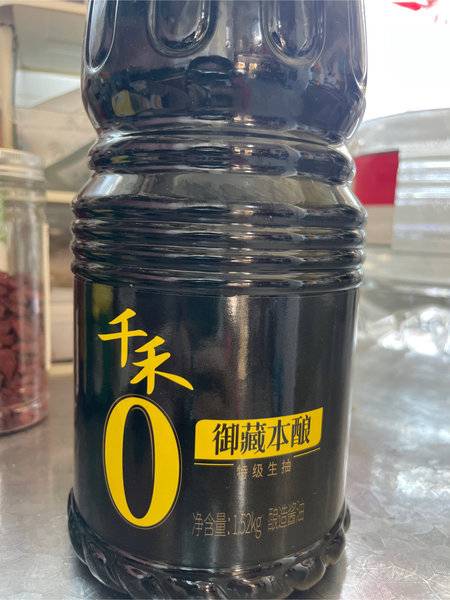 千禾
0
御藏本酿
特级生抽
净含量:1.52kg 酿造酱油